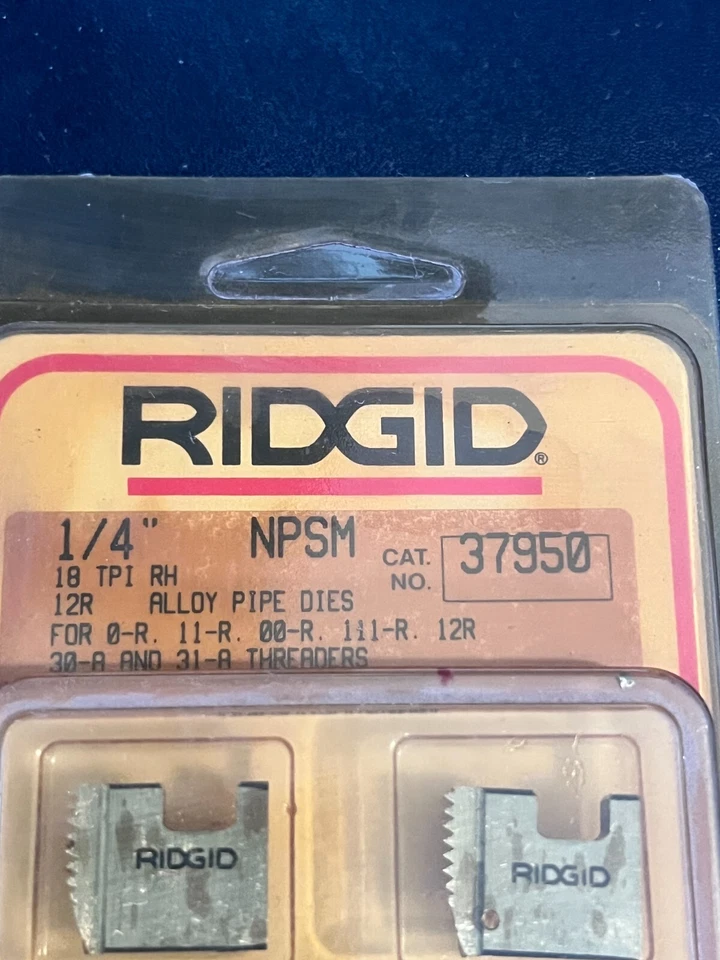 RIDGID®
1/4" NPSM
CAT. NO. 37950
18 TPI RH
12R ALLOY PIPE DIES
FOR 0-R. 11-R. 00-R. 111-R. 12R
30-A AND 31-A THREADERS
RIDGID
RIDGID